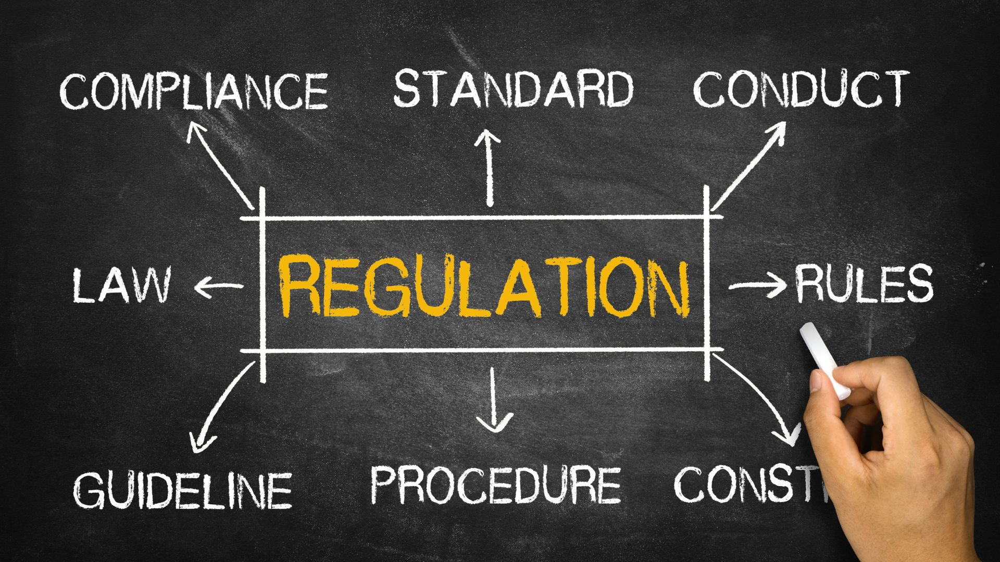 COMPLIANCE STANDARD CONDUCT
LAW REGULATION RULES
GUIDELINE PROCEDURE